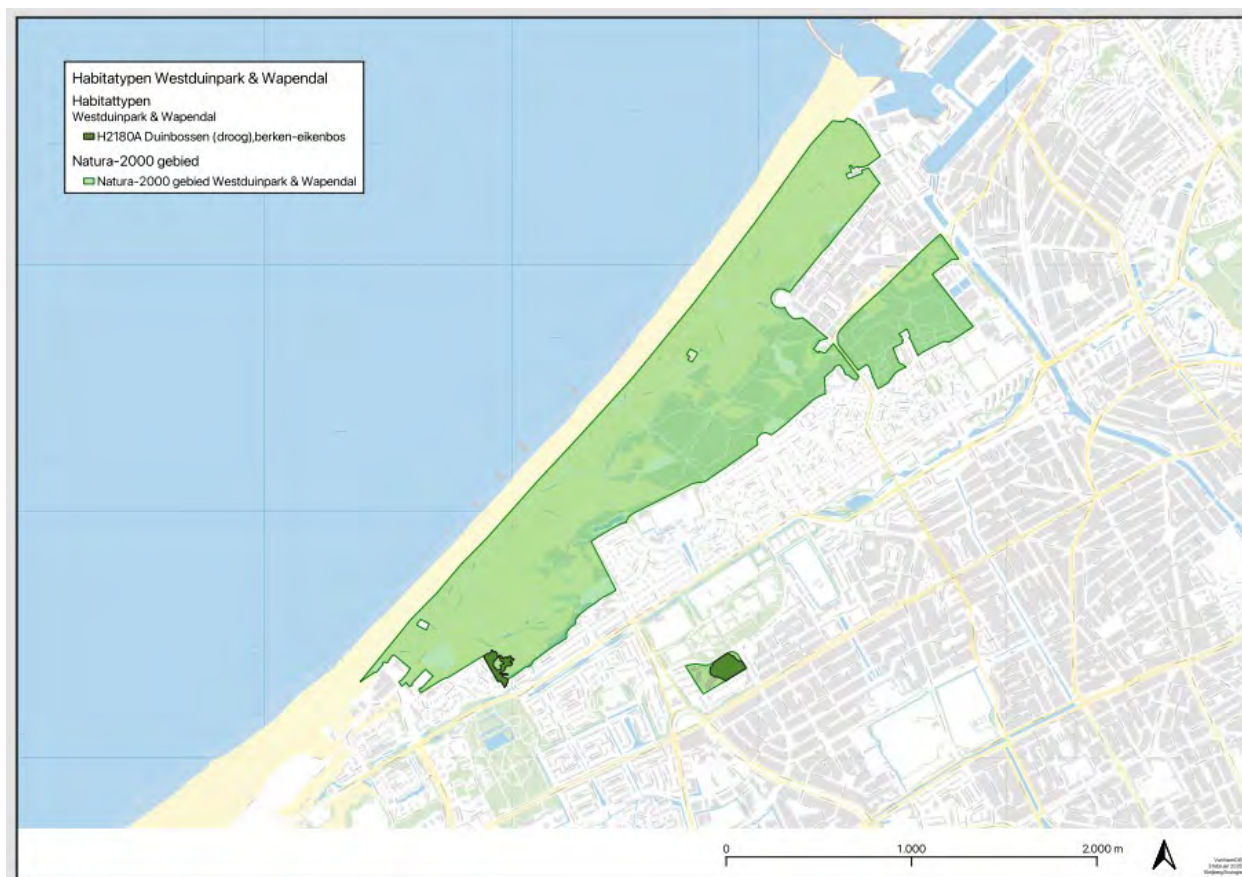 Habitatypen Westduinpark & Wapendal
Habitattypen
Westduinpark & Wapendal
H2180A Duinbossen (droog),berken-eikenbos
Natura-2000 gebied
Natura-2000 gebied Westduinpark & Wapendal
0
1.000
2.000 m